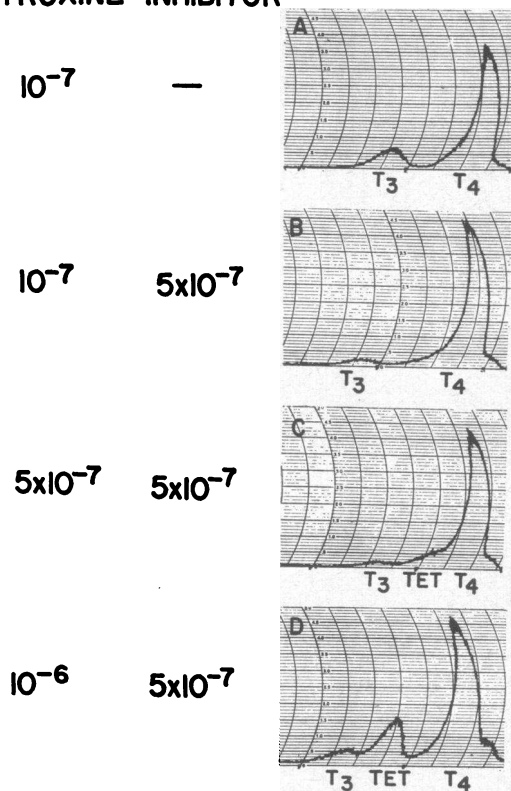 INHIBITOR
A
10⁻⁷ —
T₃ T₄
B
10⁻⁷ 5x10⁻⁷
T₃ T₄
C
5x10⁻⁷ 5x10⁻⁷
T₃ TET T₄
D
10⁻⁶ 5x10⁻⁷
T₃ TET T₄